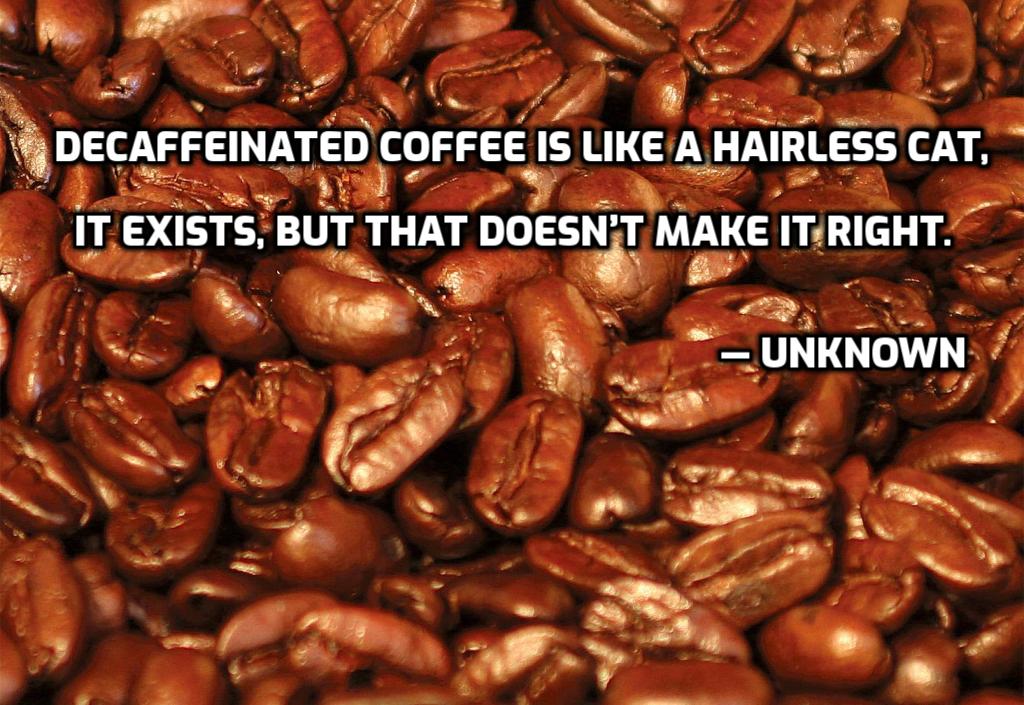 DECAFFEINATED COFFEE IS LIKE A HAIRLESS CAT,
IT EXISTS, BUT THAT DOESN’T MAKE IT RIGHT.
— UNKNOWN